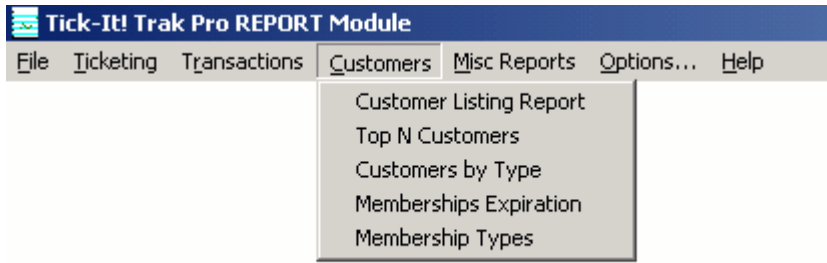 Tick-It! Trak Pro REPORT Module
File Ticketing Transactions Customers Misc Reports Options... Help
Customer Listing Report
Top N Customers
Customers by Type
Memberships Expiration
Membership Types